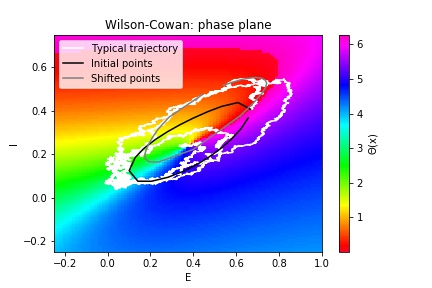 Wilson-Cowan: phase plane
Typical trajectory
Initial points
Shifted points
0.6
0.4
0.2
0.0
−0.2
I
−0.2 0.0 0.2 0.4 0.6 0.8 1.0
E
6
5
4
3
2
1
Θ(x)